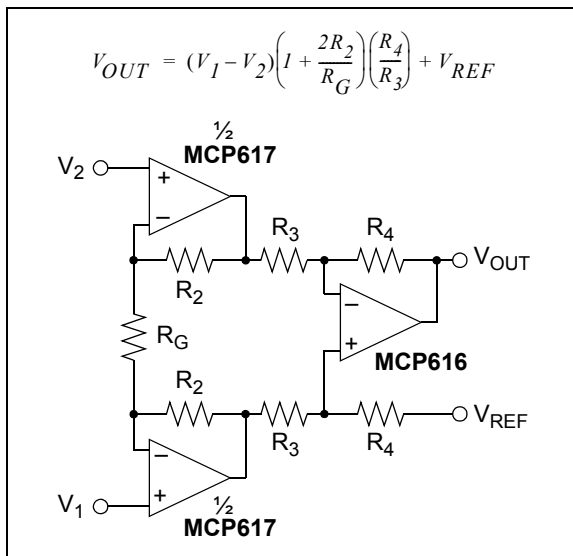 V_OUT = (V_1 – V_2)(1 + 2R_2/R_G)(R_4/R_3) + V_REF
½
MCP617
V_2
+
–
R_3
R_4
V_OUT
R_2
–
+
R_G
MCP616
R_2
R_3
R_4
V_REF
–
+
V_1
½
MCP617